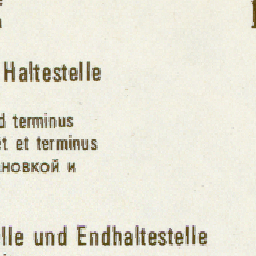 Haltestelle
d terminus
et et terminus
новкой и
lle und Endhaltestelle